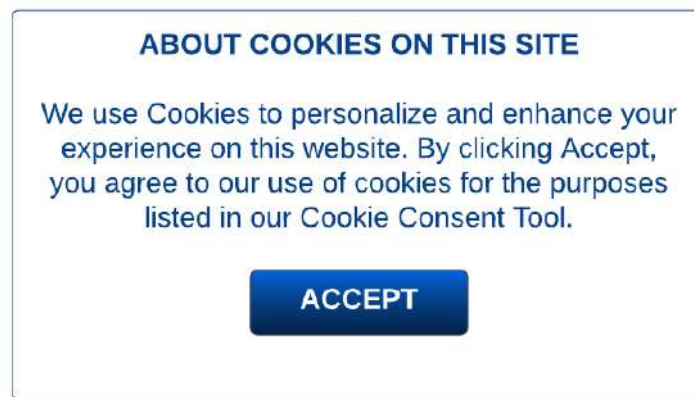 ABOUT COOKIES ON THIS SITE
We use Cookies to personalize and enhance your
experience on this website. By clicking Accept,
you agree to our use of cookies for the purposes
listed in our Cookie Consent Tool.
ACCEPT